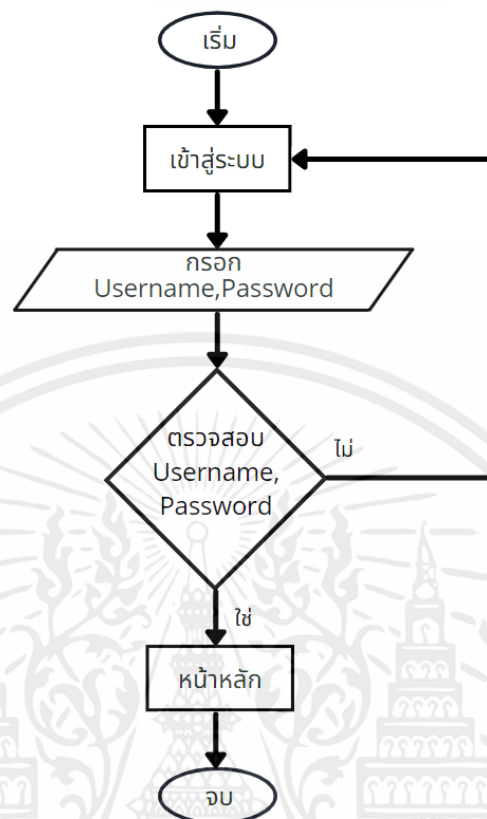 เริ่ม
เข้าสู่ระบบ
กรอก
Username,Password
ตรวจสอบ
Username,
Password
ไม่
ใช่
หน้าหลัก
จบ